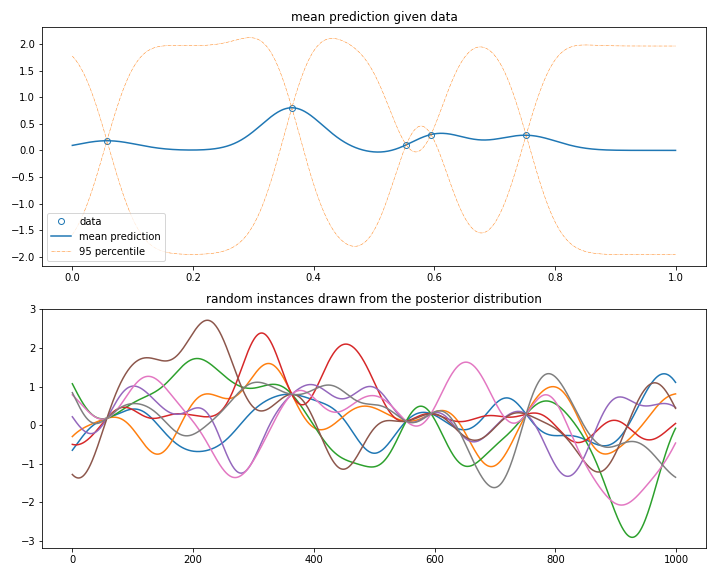 mean prediction given data
2.0
1.5
1.0
0.5
0.0
-0.5
-1.0
-1.5
-2.0
data
mean prediction
95 percentile
0.0 0.2 0.4 0.6 0.8 1.0
random instances drawn from the posterior distribution
3
2
1
0
-1
-2
-3
0 200 400 600 800 1000